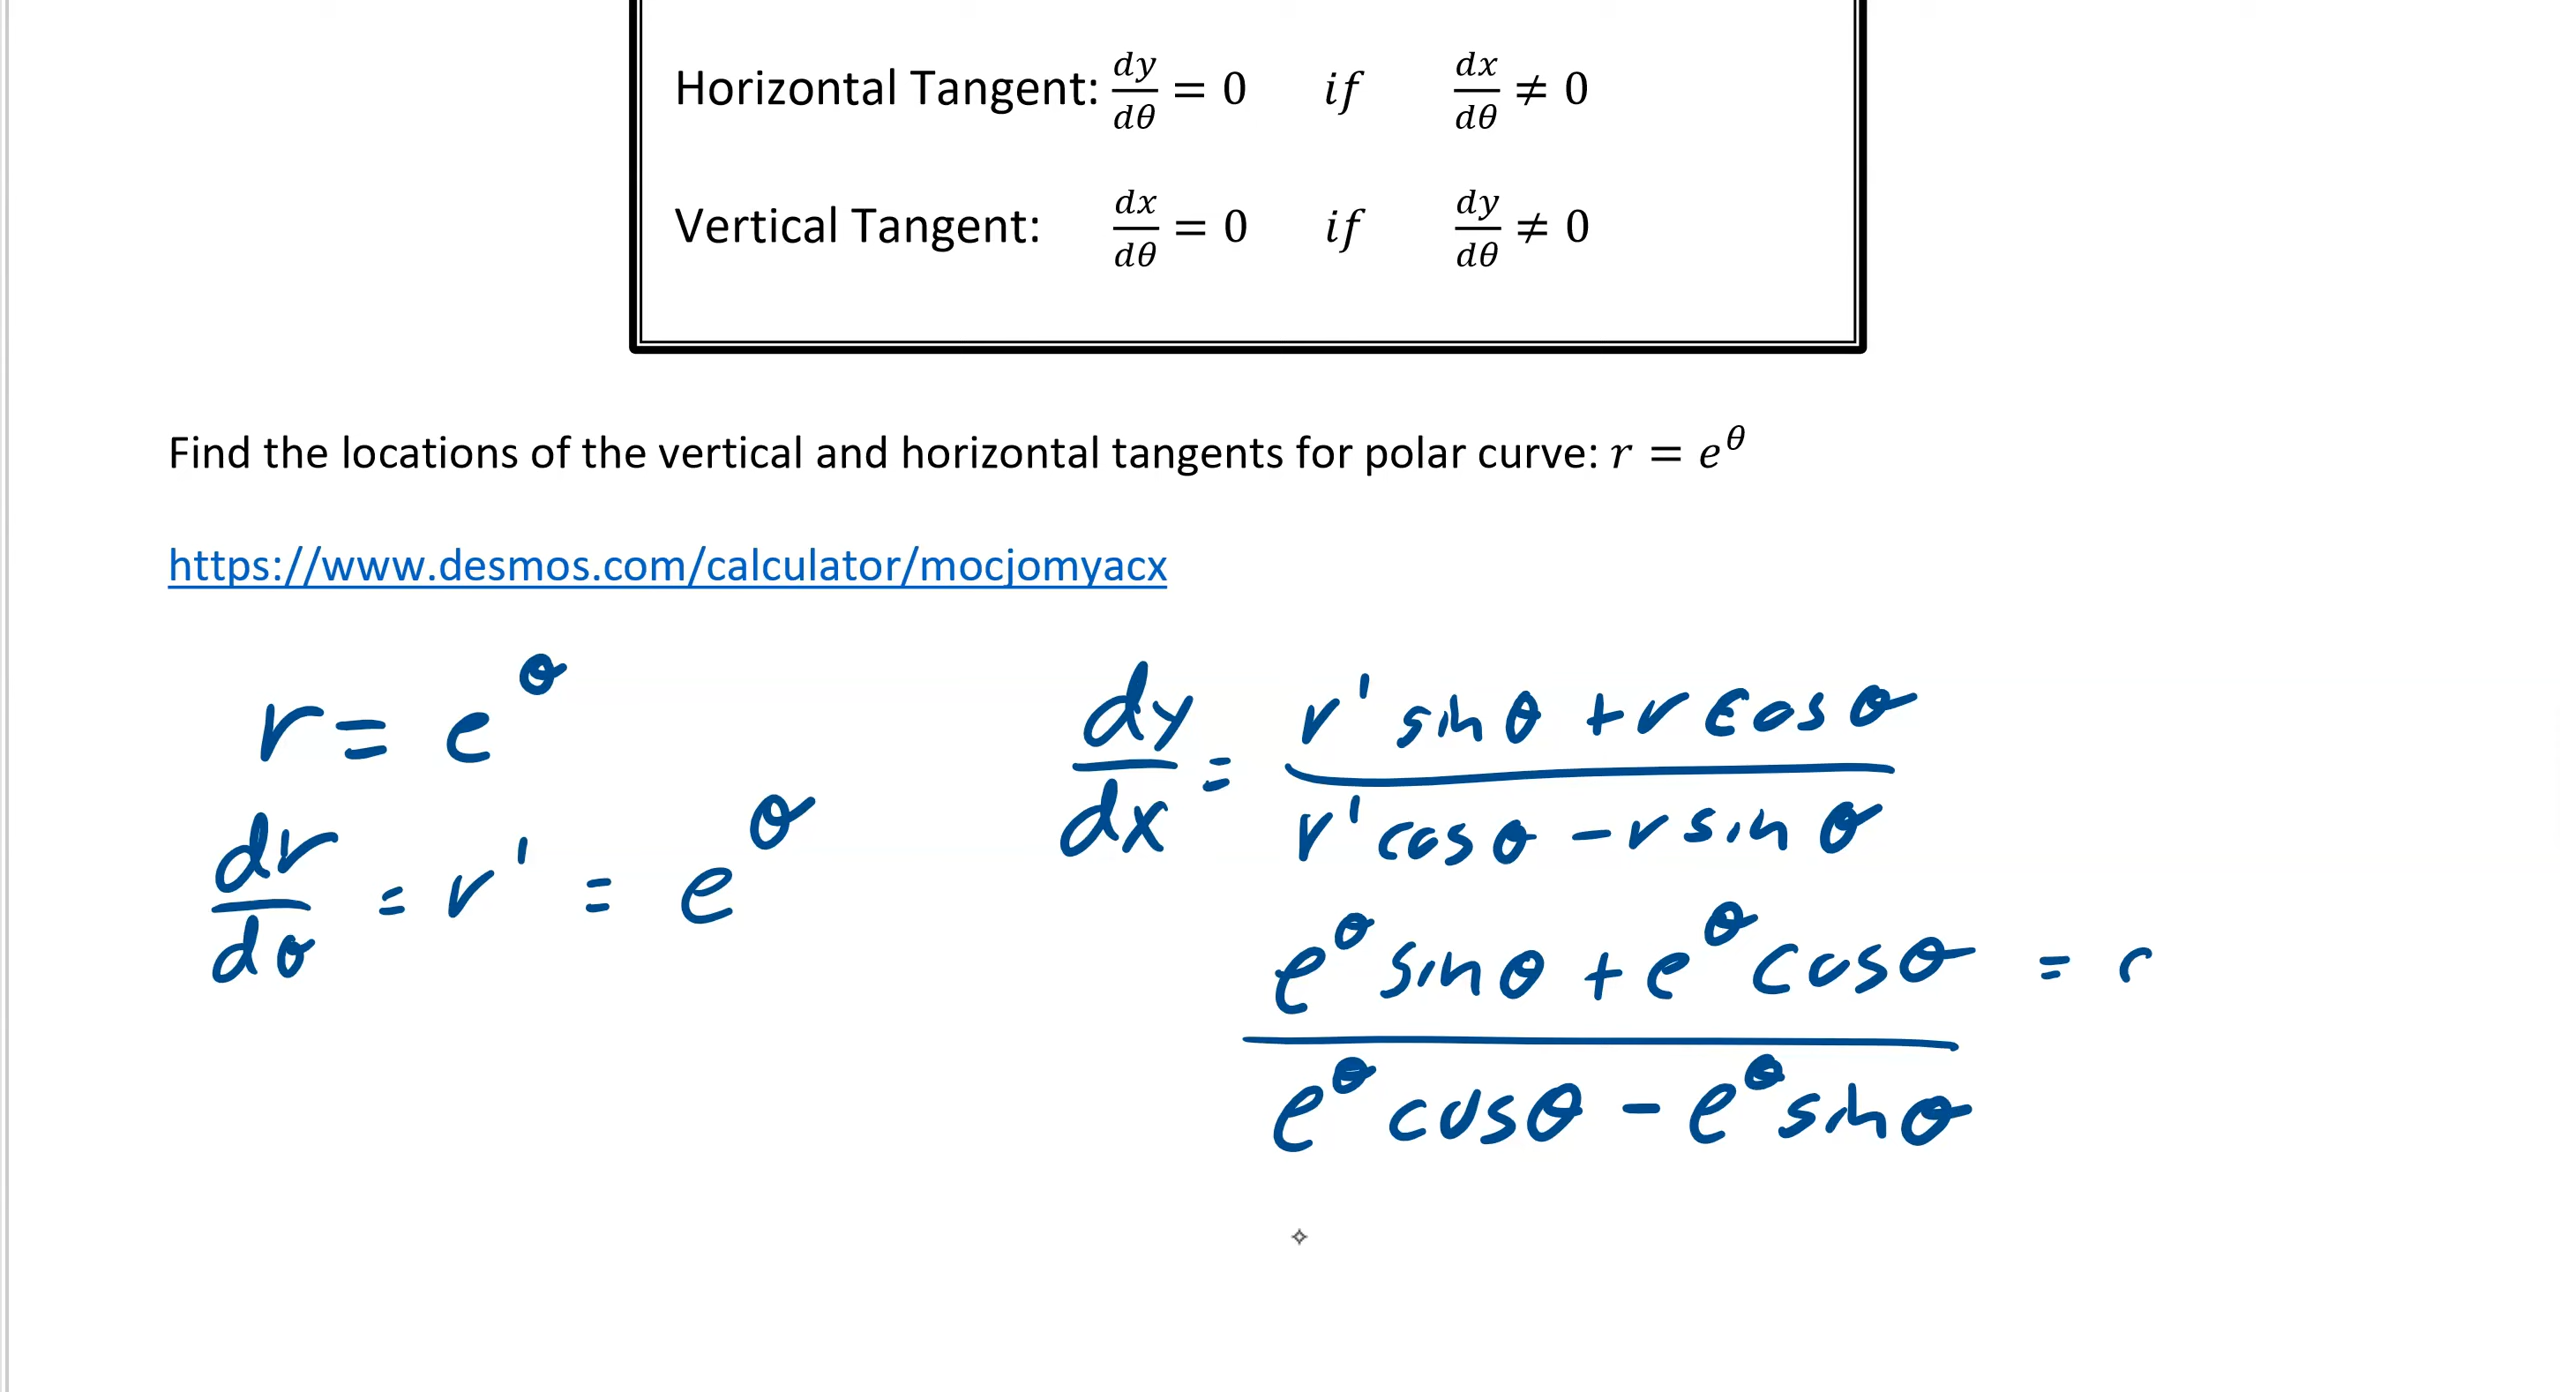 Horizontal Tangent: dy/dθ = 0 if dx/dθ ≠ 0
Vertical Tangent: dx/dθ = 0 if dy/dθ ≠ 0
Find the locations of the vertical and horizontal tangents for polar curve: r = e^θ
https://www.desmos.com/calculator/mocjomyacx
r = e^θ
dr/dθ = r' = e^θ
dy/dx = (r' sin θ + r cos θ)/(r' cos θ - r sin θ)
(e^θ sin θ + e^θ cos θ)/(e^θ cos θ - e^θ sin θ) =